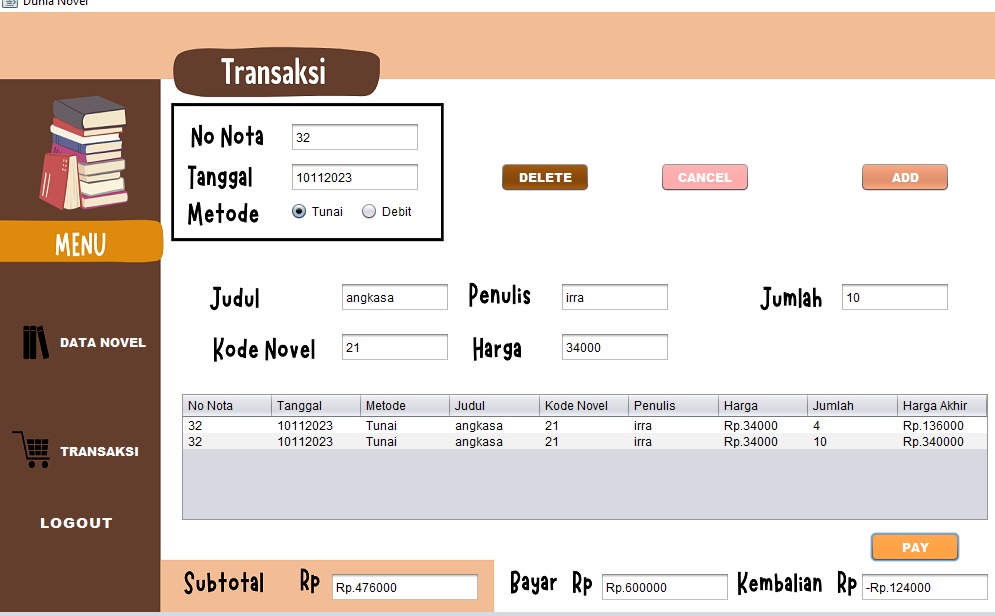 Dunia Novel
Transaksi
No Nota 32
Tanggal 10112023
Metode Tunai Debit
DELETE CANCEL ADD
MENU
Judul angkasa Penulis irra Jumlah 10
Kode Novel 21 Harga 34000
DATA NOVEL
TRANSAKSI
LOGOUT
No Nota Tanggal Metode Judul Kode Novel Penulis Harga Jumlah Harga Akhir
32 10112023 Tunai angkasa 21 irra Rp.34000 4 Rp.136000
32 10112023 Tunai angkasa 21 irra Rp.34000 10 Rp.340000
PAY
Subtotal Rp Rp.476000 Bayar Rp Rp.600000 Kembalian Rp -Rp.124000